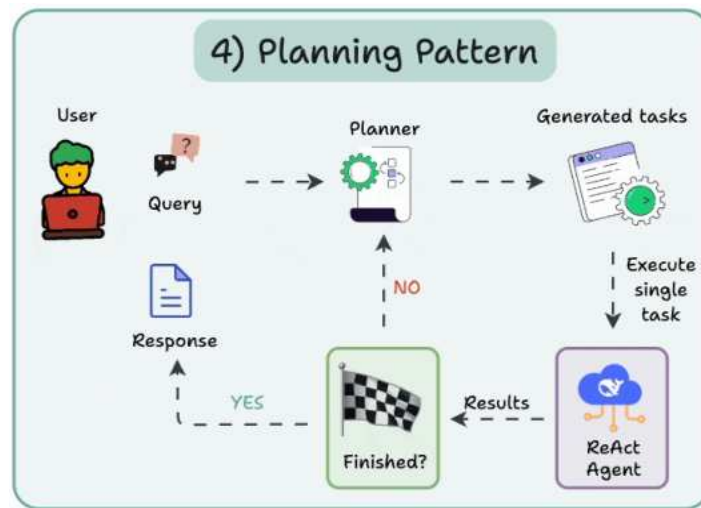 4) Planning Pattern
User
Planner
Generated tasks
?
Query
Execute
single
task
NO
Response
YES
Results
Finished?
ReAct
Agent